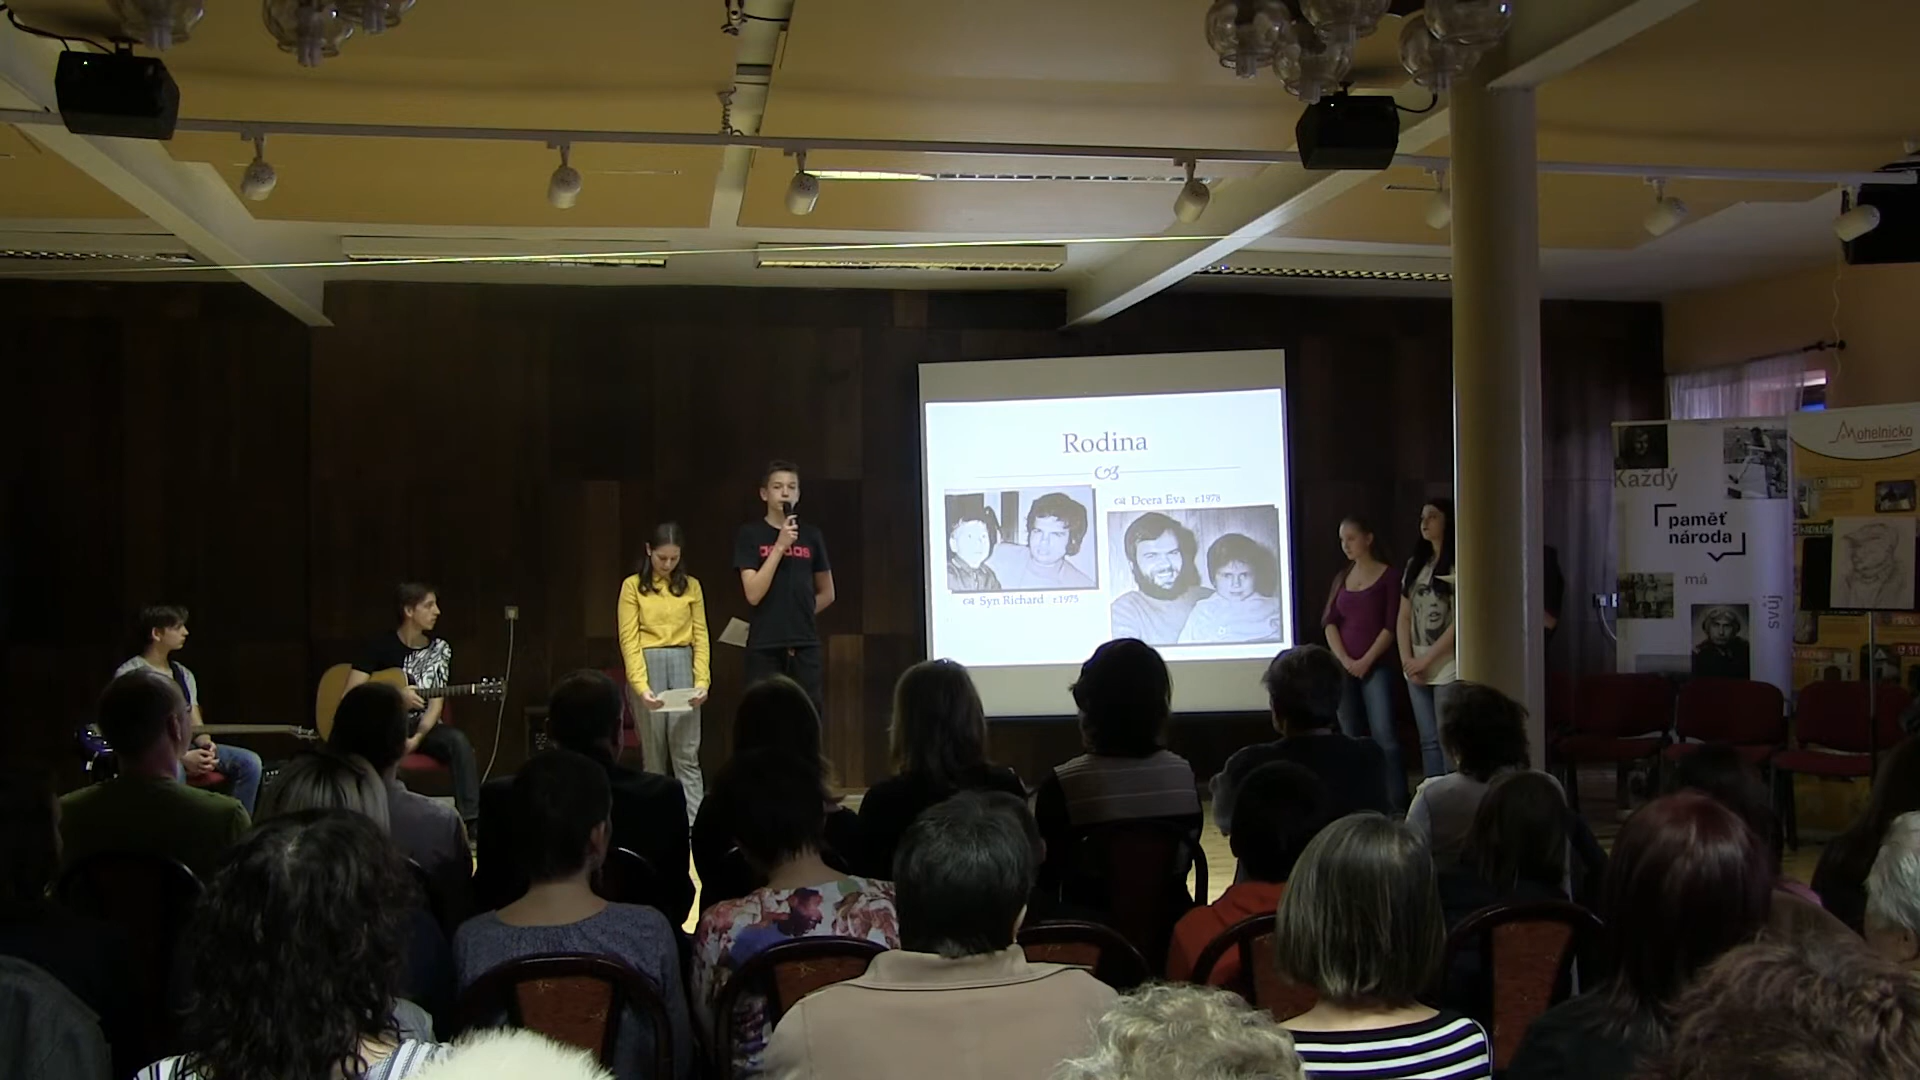 adidas
Rodina
Dcera Eva r.1978
Syn Richard r.1975
Každý
paměť
národa
má
svůj
Mohelnicko